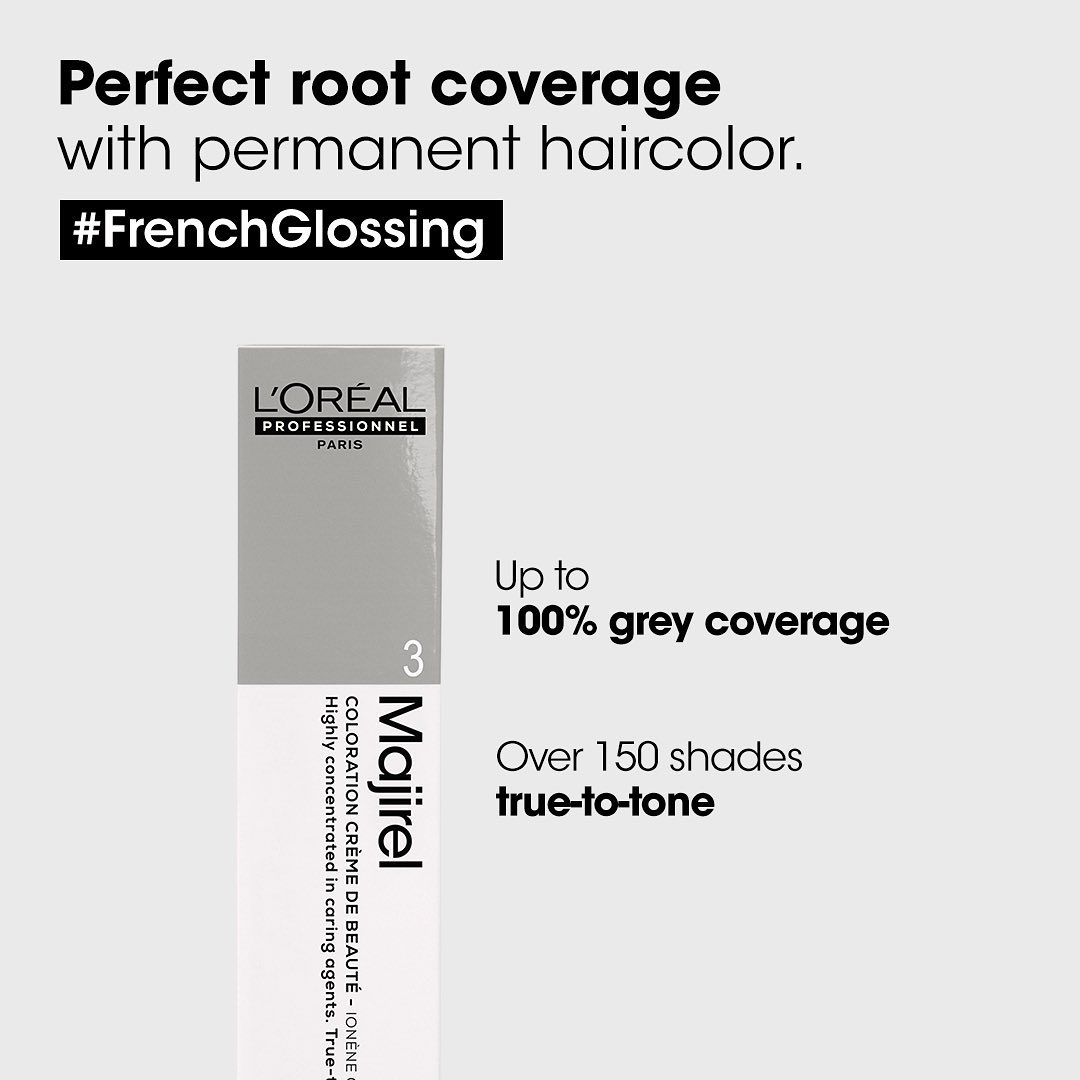 Perfect root coverage
with permanent haircolor.
#FrenchGlossing
L'ORÉAL
PROFESSIONNEL
PARIS
3
Majirel
COLORATION CRÈME DE BEAUTÉ - IONÈNE
Highly concentrated in caring agents.
Up to
100% grey coverage
Over 150 shades
true-to-tone